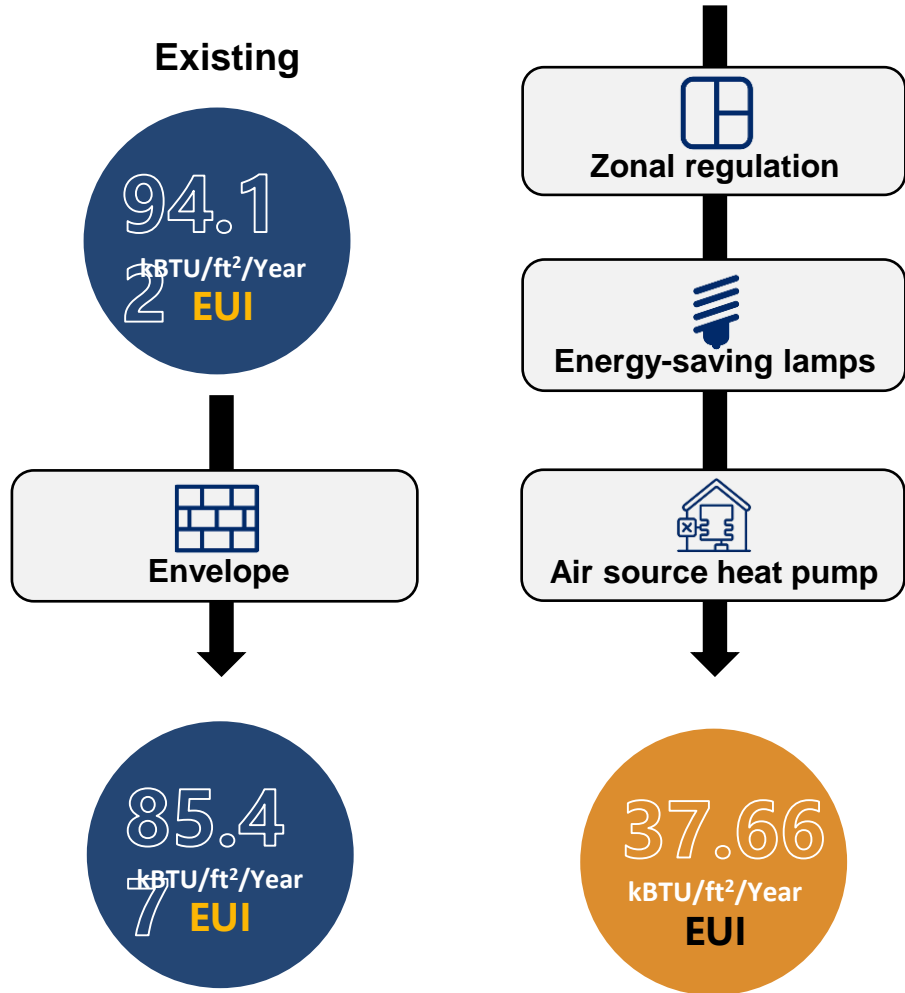 Existing
94.1
2
kBTU/ft²/Year
EUI
Envelope
85.4
7
kBTU/ft²/Year
EUI
Zonal regulation
Energy-saving lamps
Air source heat pump
37.66
kBTU/ft²/Year
EUI